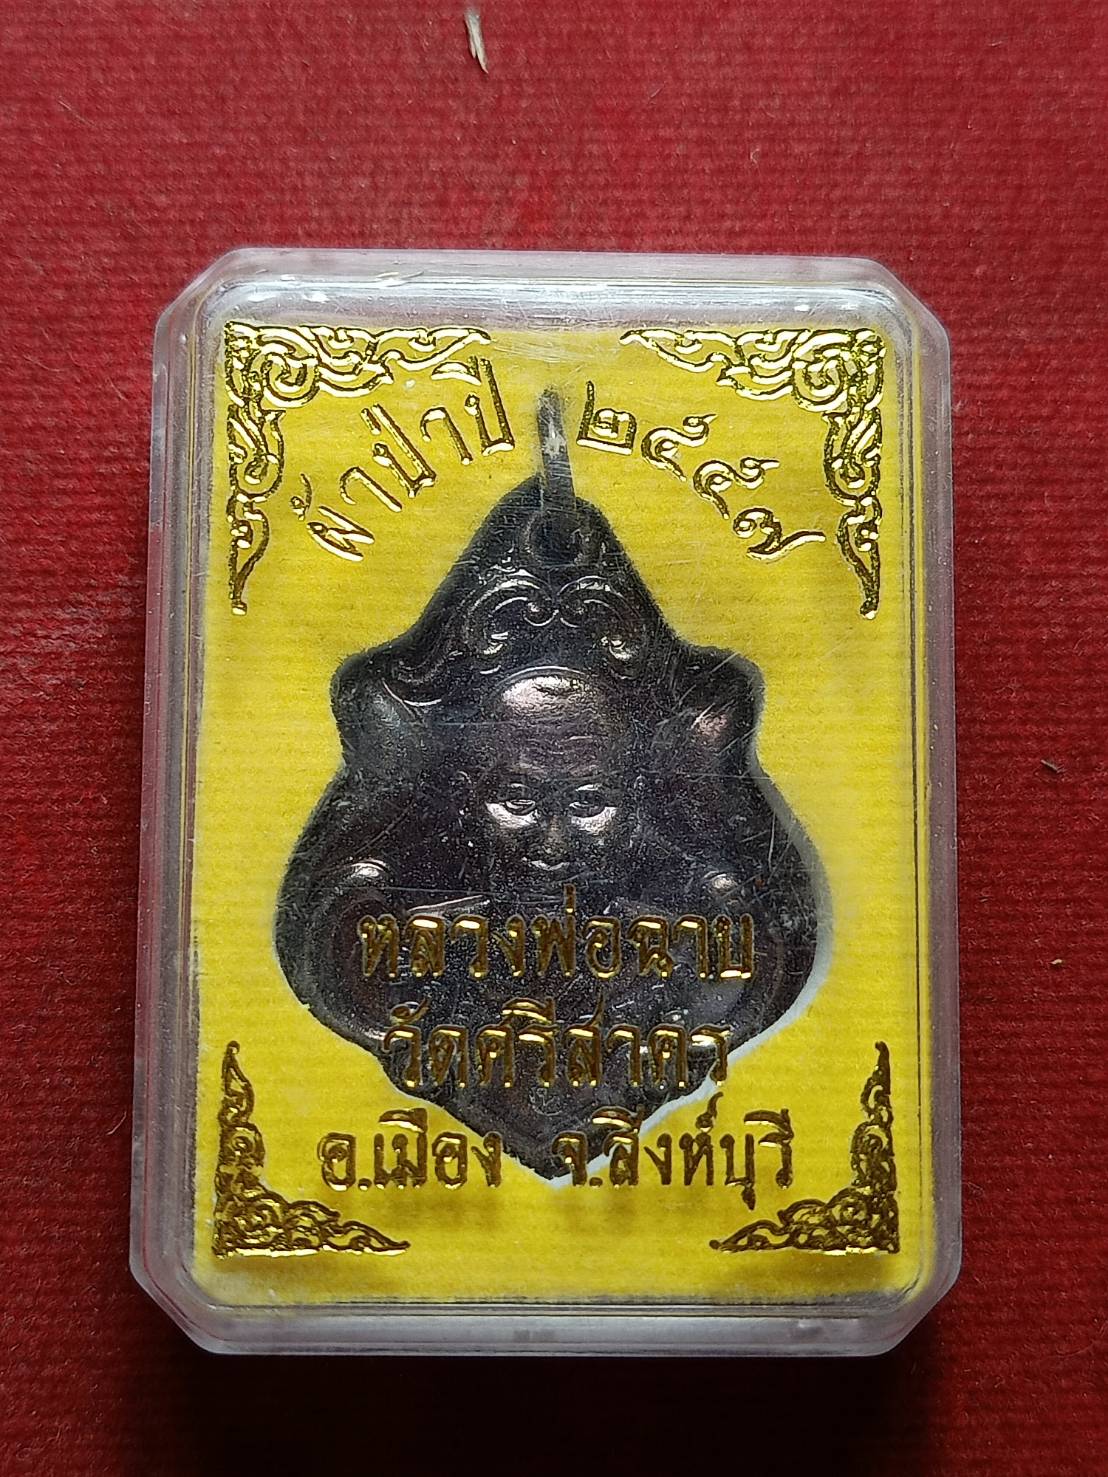 ผ้าป่าปี ๒๕๕๗
หลวงพ่อฉาบ
วัดศรีสาคร
อ.เมือง จ.สิงห์บุรี